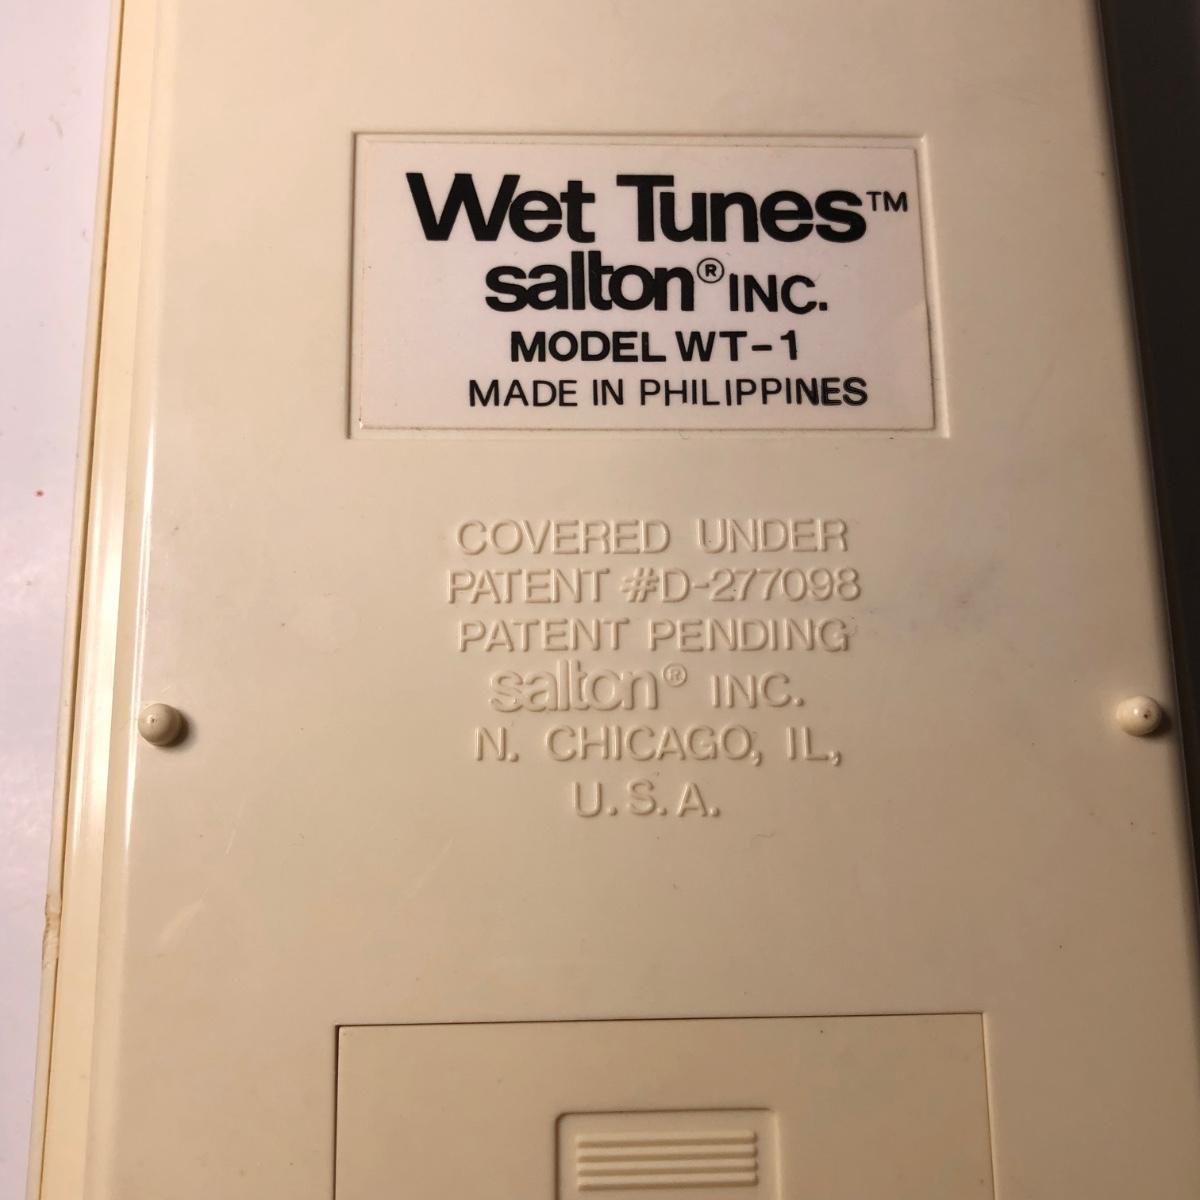 Wet Tunes™
salton® INC.
MODEL WT-1
MADE IN PHILIPPINES
COVERED UNDER
PATENT #D-277098
PATENT PENDING
salton® INC.
N. CHICAGO, IL,
U.S.A.